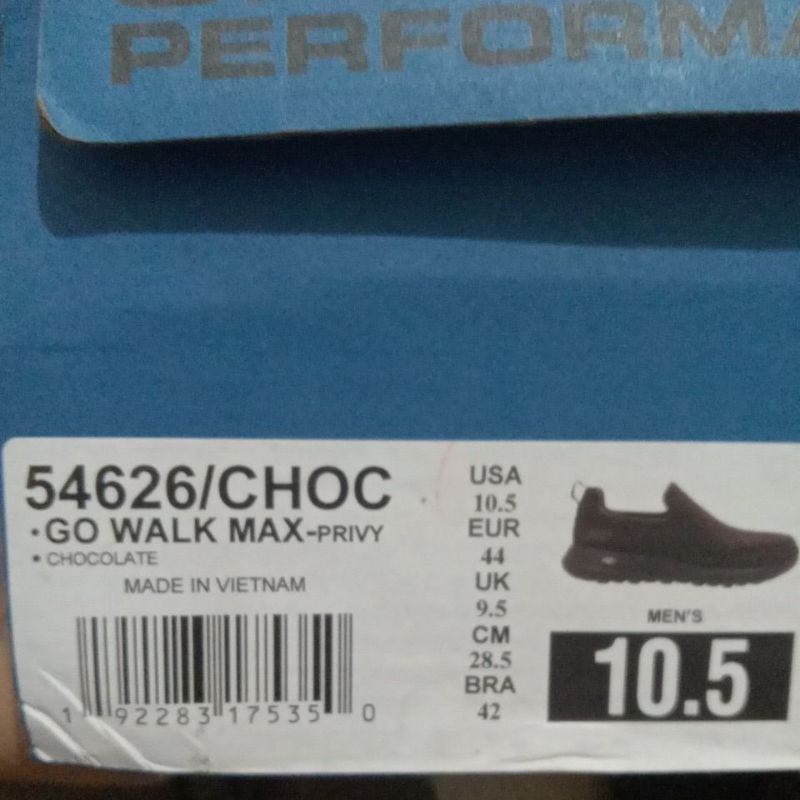 PERFORMA
54626/CHOC
•GO WALK MAX-PRIVY
• CHOCOLATE
MADE IN VIETNAM
1 92283 17535 0
USA
10.5
EUR
44
UK
9.5
CM
28.5
BRA
42
MEN'S
10.5